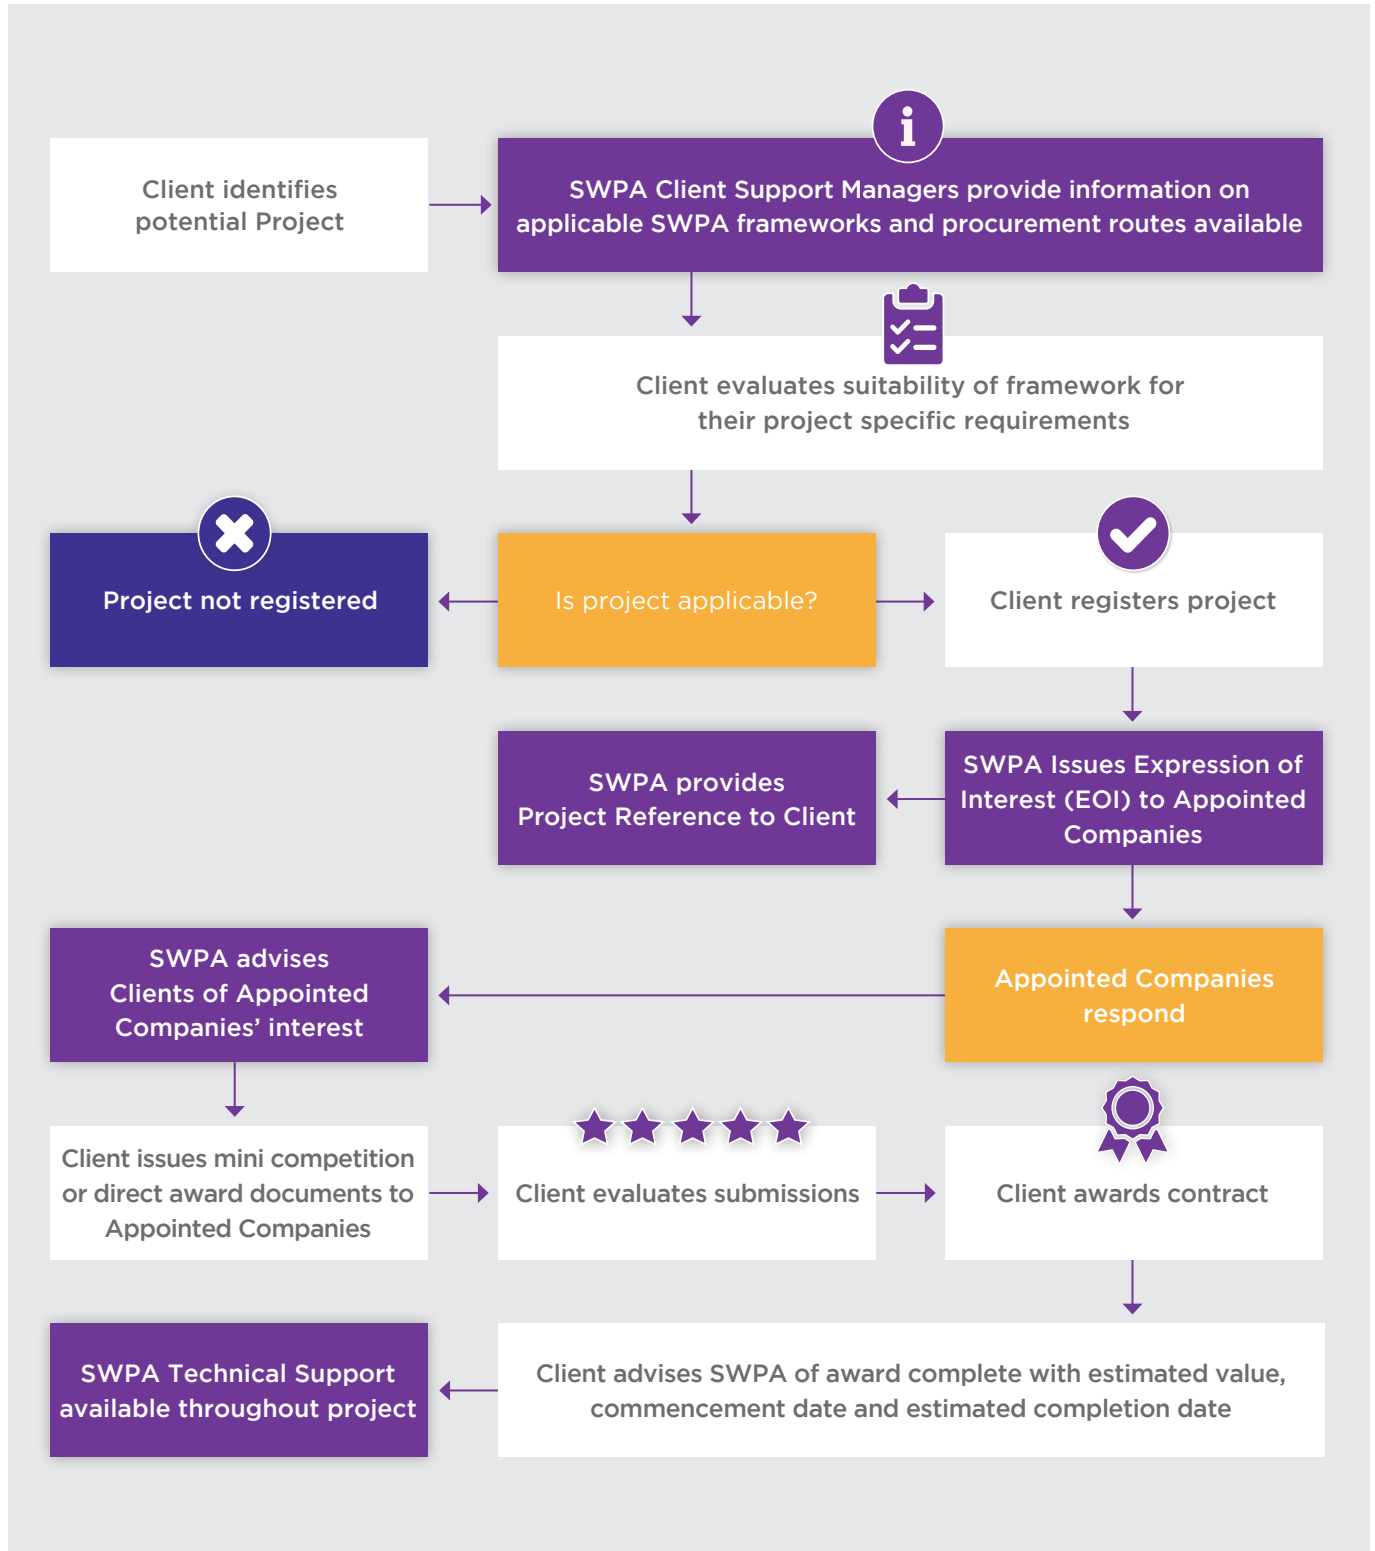 Client identifies
potential Project
SWPA Client Support Managers provide information on
applicable SWPA frameworks and procurement routes available
Client evaluates suitability of framework for
their project specific requirements
Project not registered
Is project applicable?
Client registers project
SWPA provides
Project Reference to Client
SWPA Issues Expression of
Interest (EOI) to Appointed
Companies
SWPA advises
Clients of Appointed
Companies’ interest
Appointed Companies
respond
Client issues mini competition
or direct award documents to
Appointed Companies
Client evaluates submissions
Client awards contract
SWPA Technical Support
available throughout project
Client advises SWPA of award complete with estimated value,
commencement date and estimated completion date